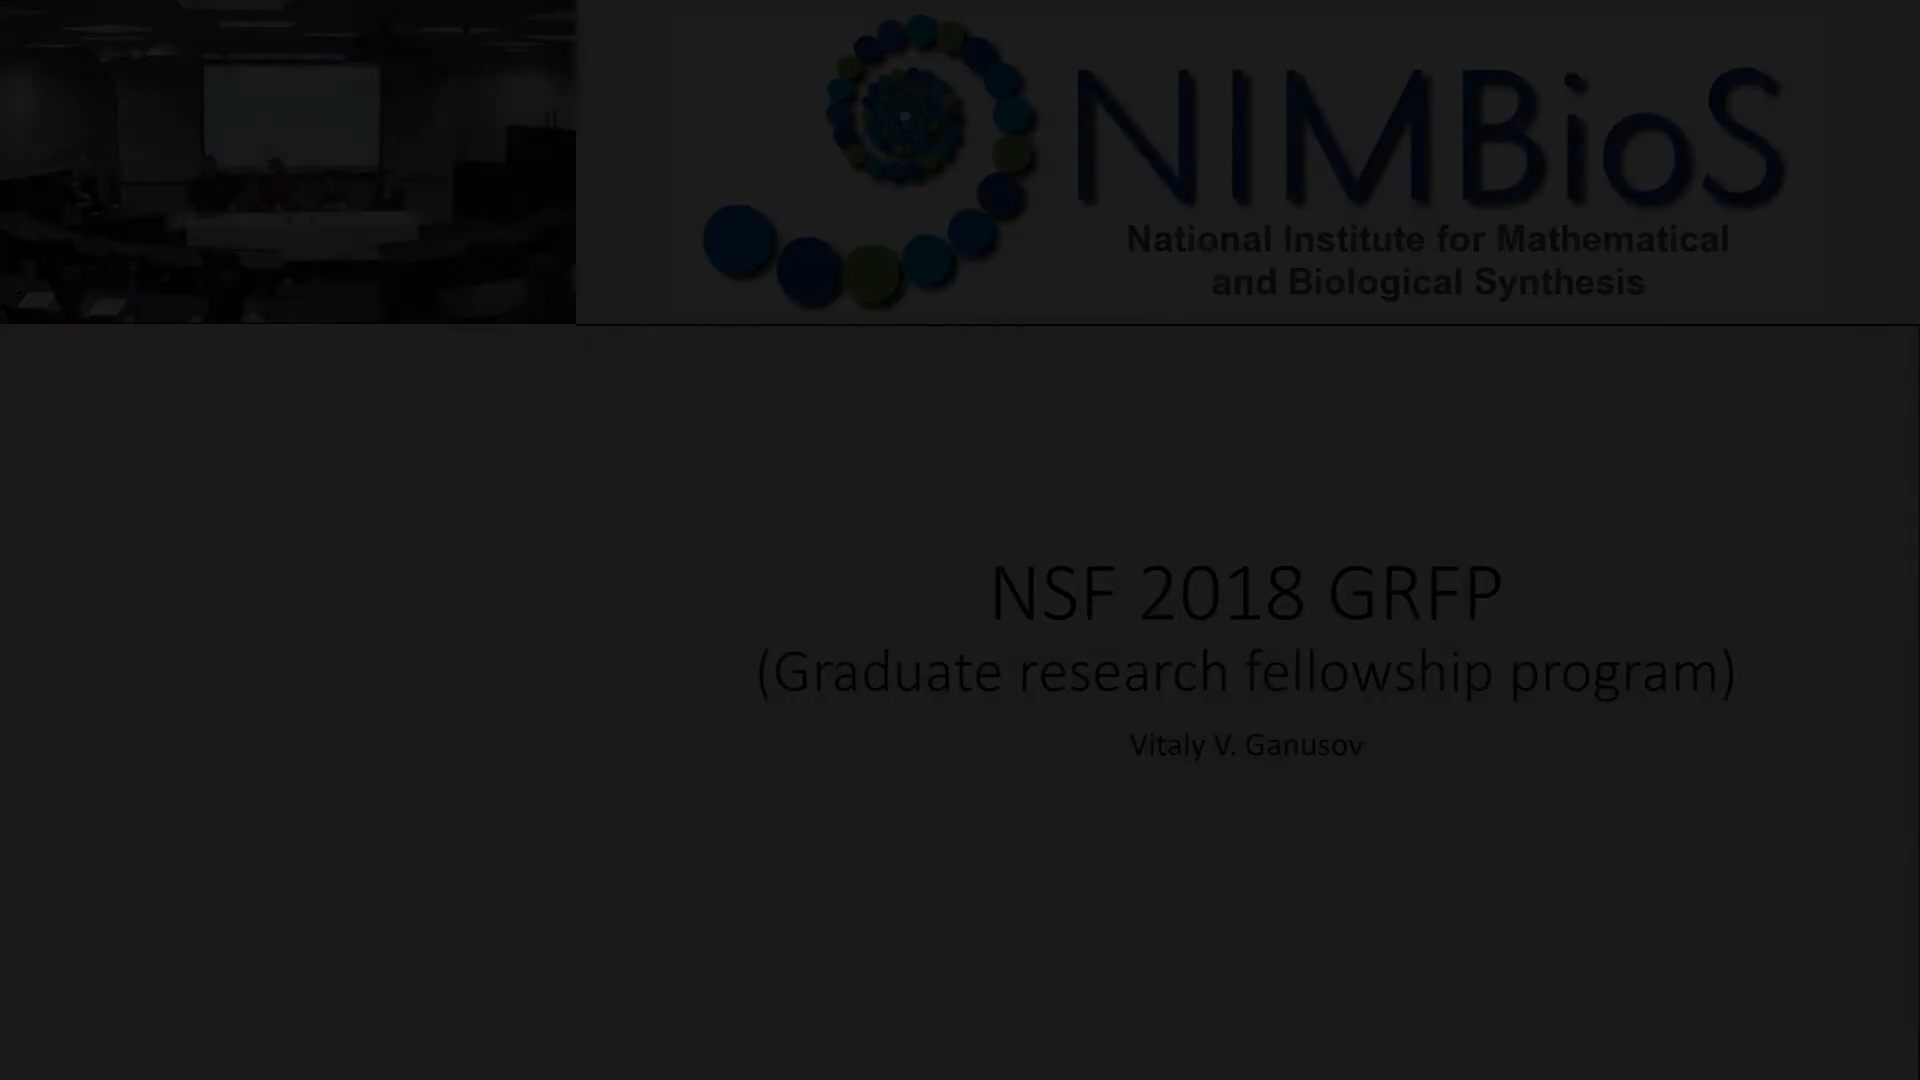 NIMBioS
National Institute for Mathematical
and Biological Synthesis
NSF 2018 GRFP
(Graduate research fellowship program)
Vitaly V. Ganusov